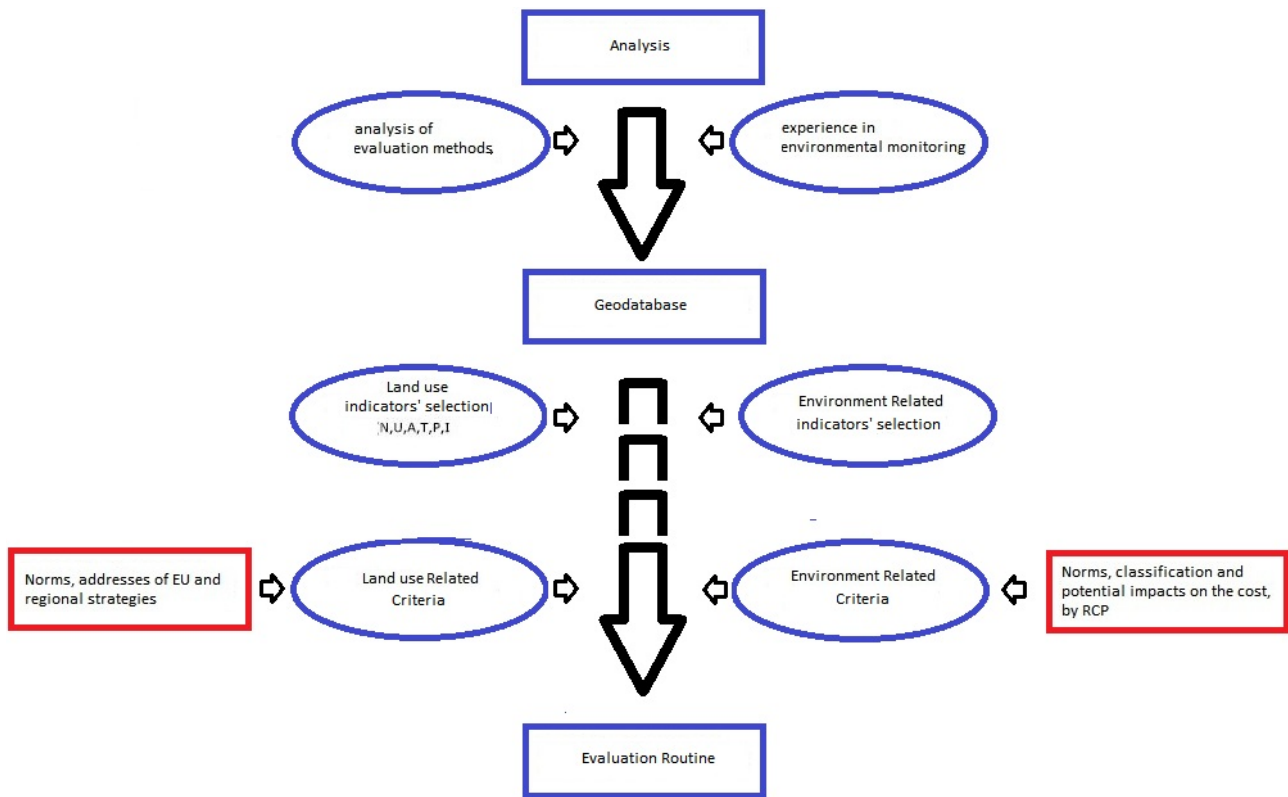 Analysis
analysis of
evaluation methods
experience in
environmental monitoring
Geodatabase
Land use
indicators' selection
N,U,A,T,P,I
Environment Related
indicators' selection
Norms, addresses of EU and
regional strategies
Land use Related
Criteria
Environment Related
Criteria
Norms, classification and
potential impacts on the cost,
by RCP
Evaluation Routine